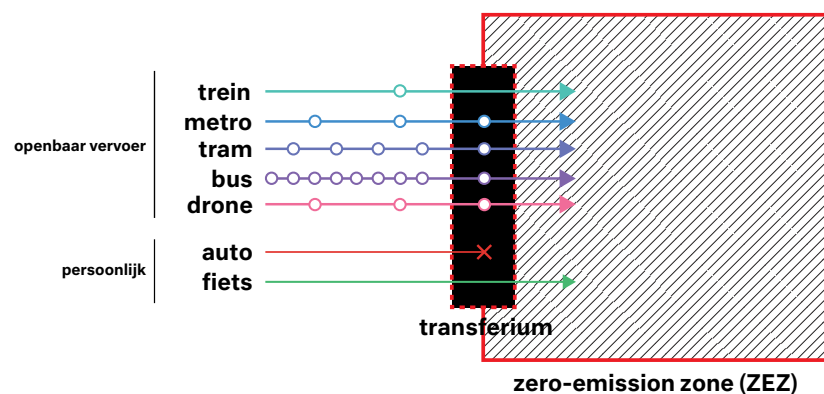 trein
metro
openbaar vervoer
tram
bus
drone
auto
persoonlijk
fiets
transferium
zero-emission zone (ZEZ)